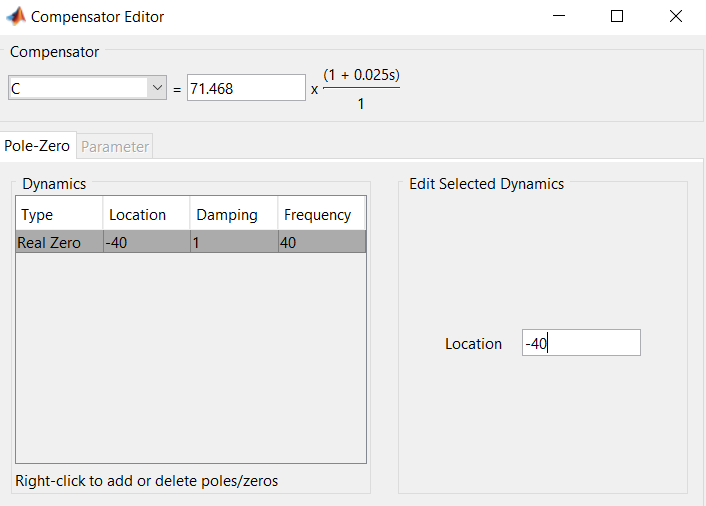 Compensator Editor
Compensator
C = 71.468 x (1 + 0.025s)
1
Pole-Zero Parameter
Dynamics
Type Location Damping Frequency
Real Zero -40 1 40
Right-click to add or delete poles/zeros
Edit Selected Dynamics
Location -40